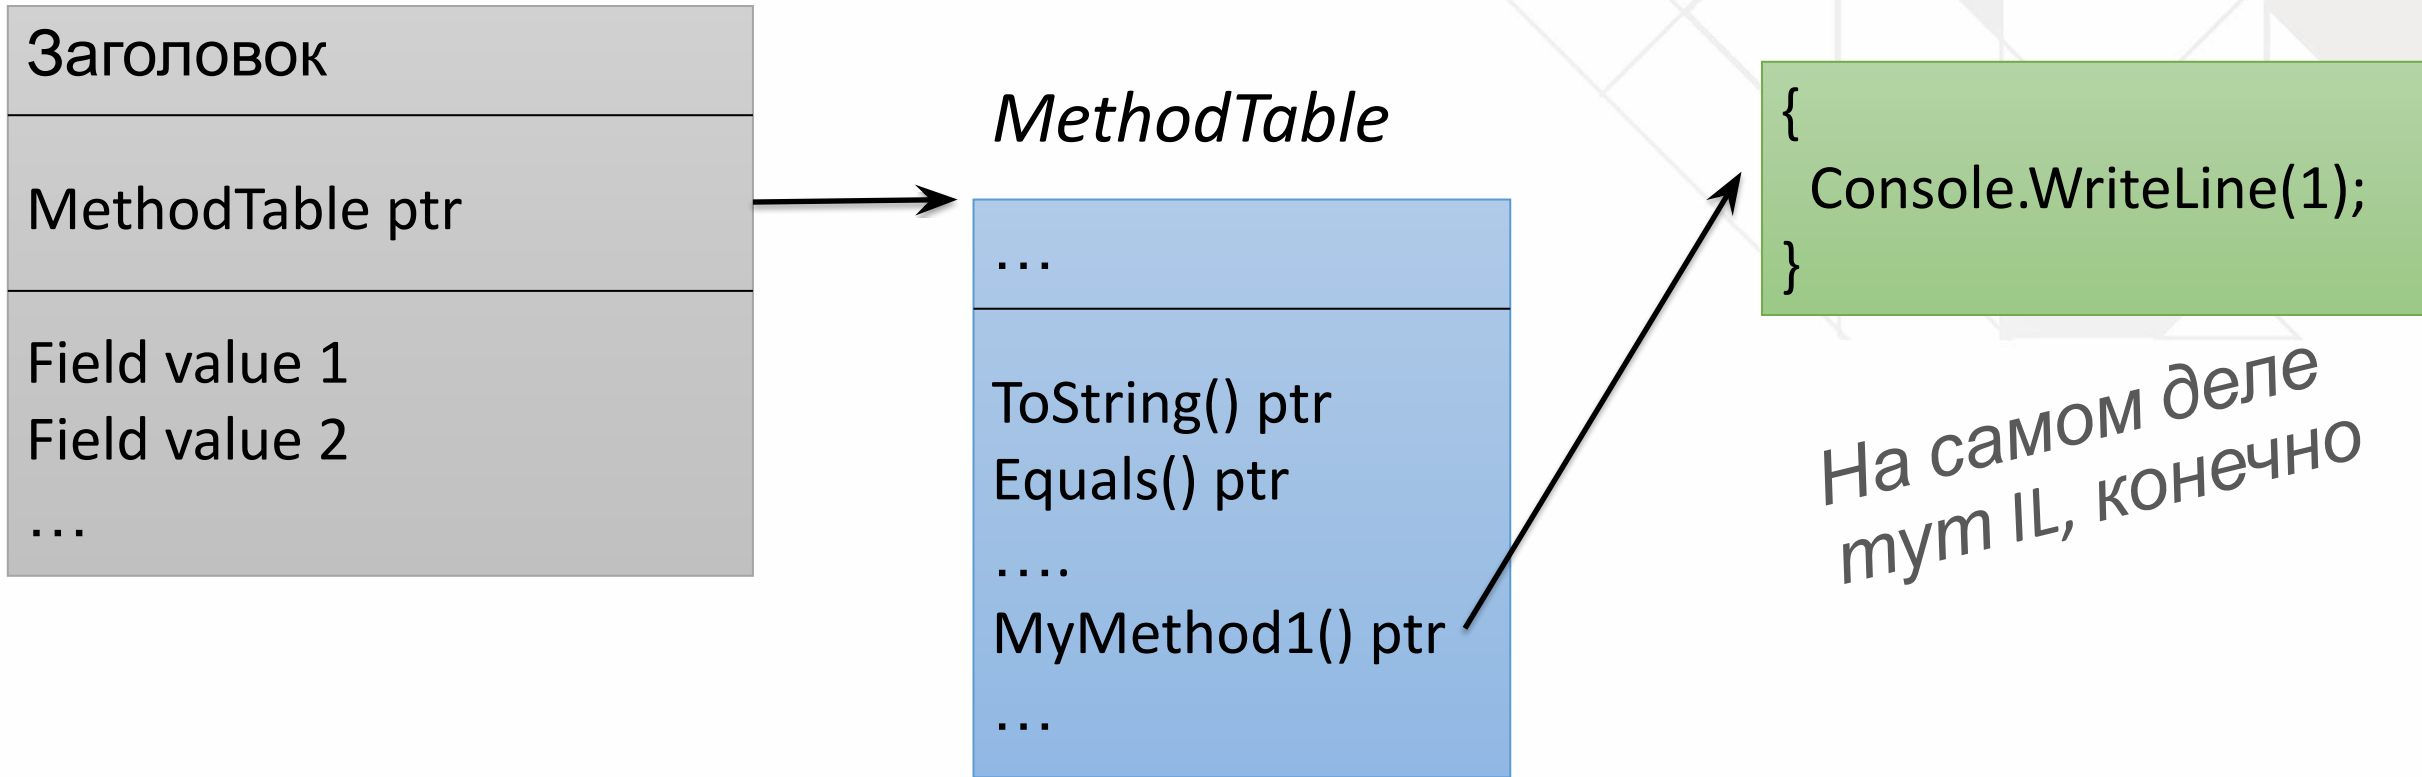 Заголовок
MethodTable ptr
Field value 1
Field value 2
…
MethodTable
…
ToString() ptr
Equals() ptr
….
MyMethod1() ptr
…
{
Console.WriteLine(1);
}
На самом деле
тут IL, конечно